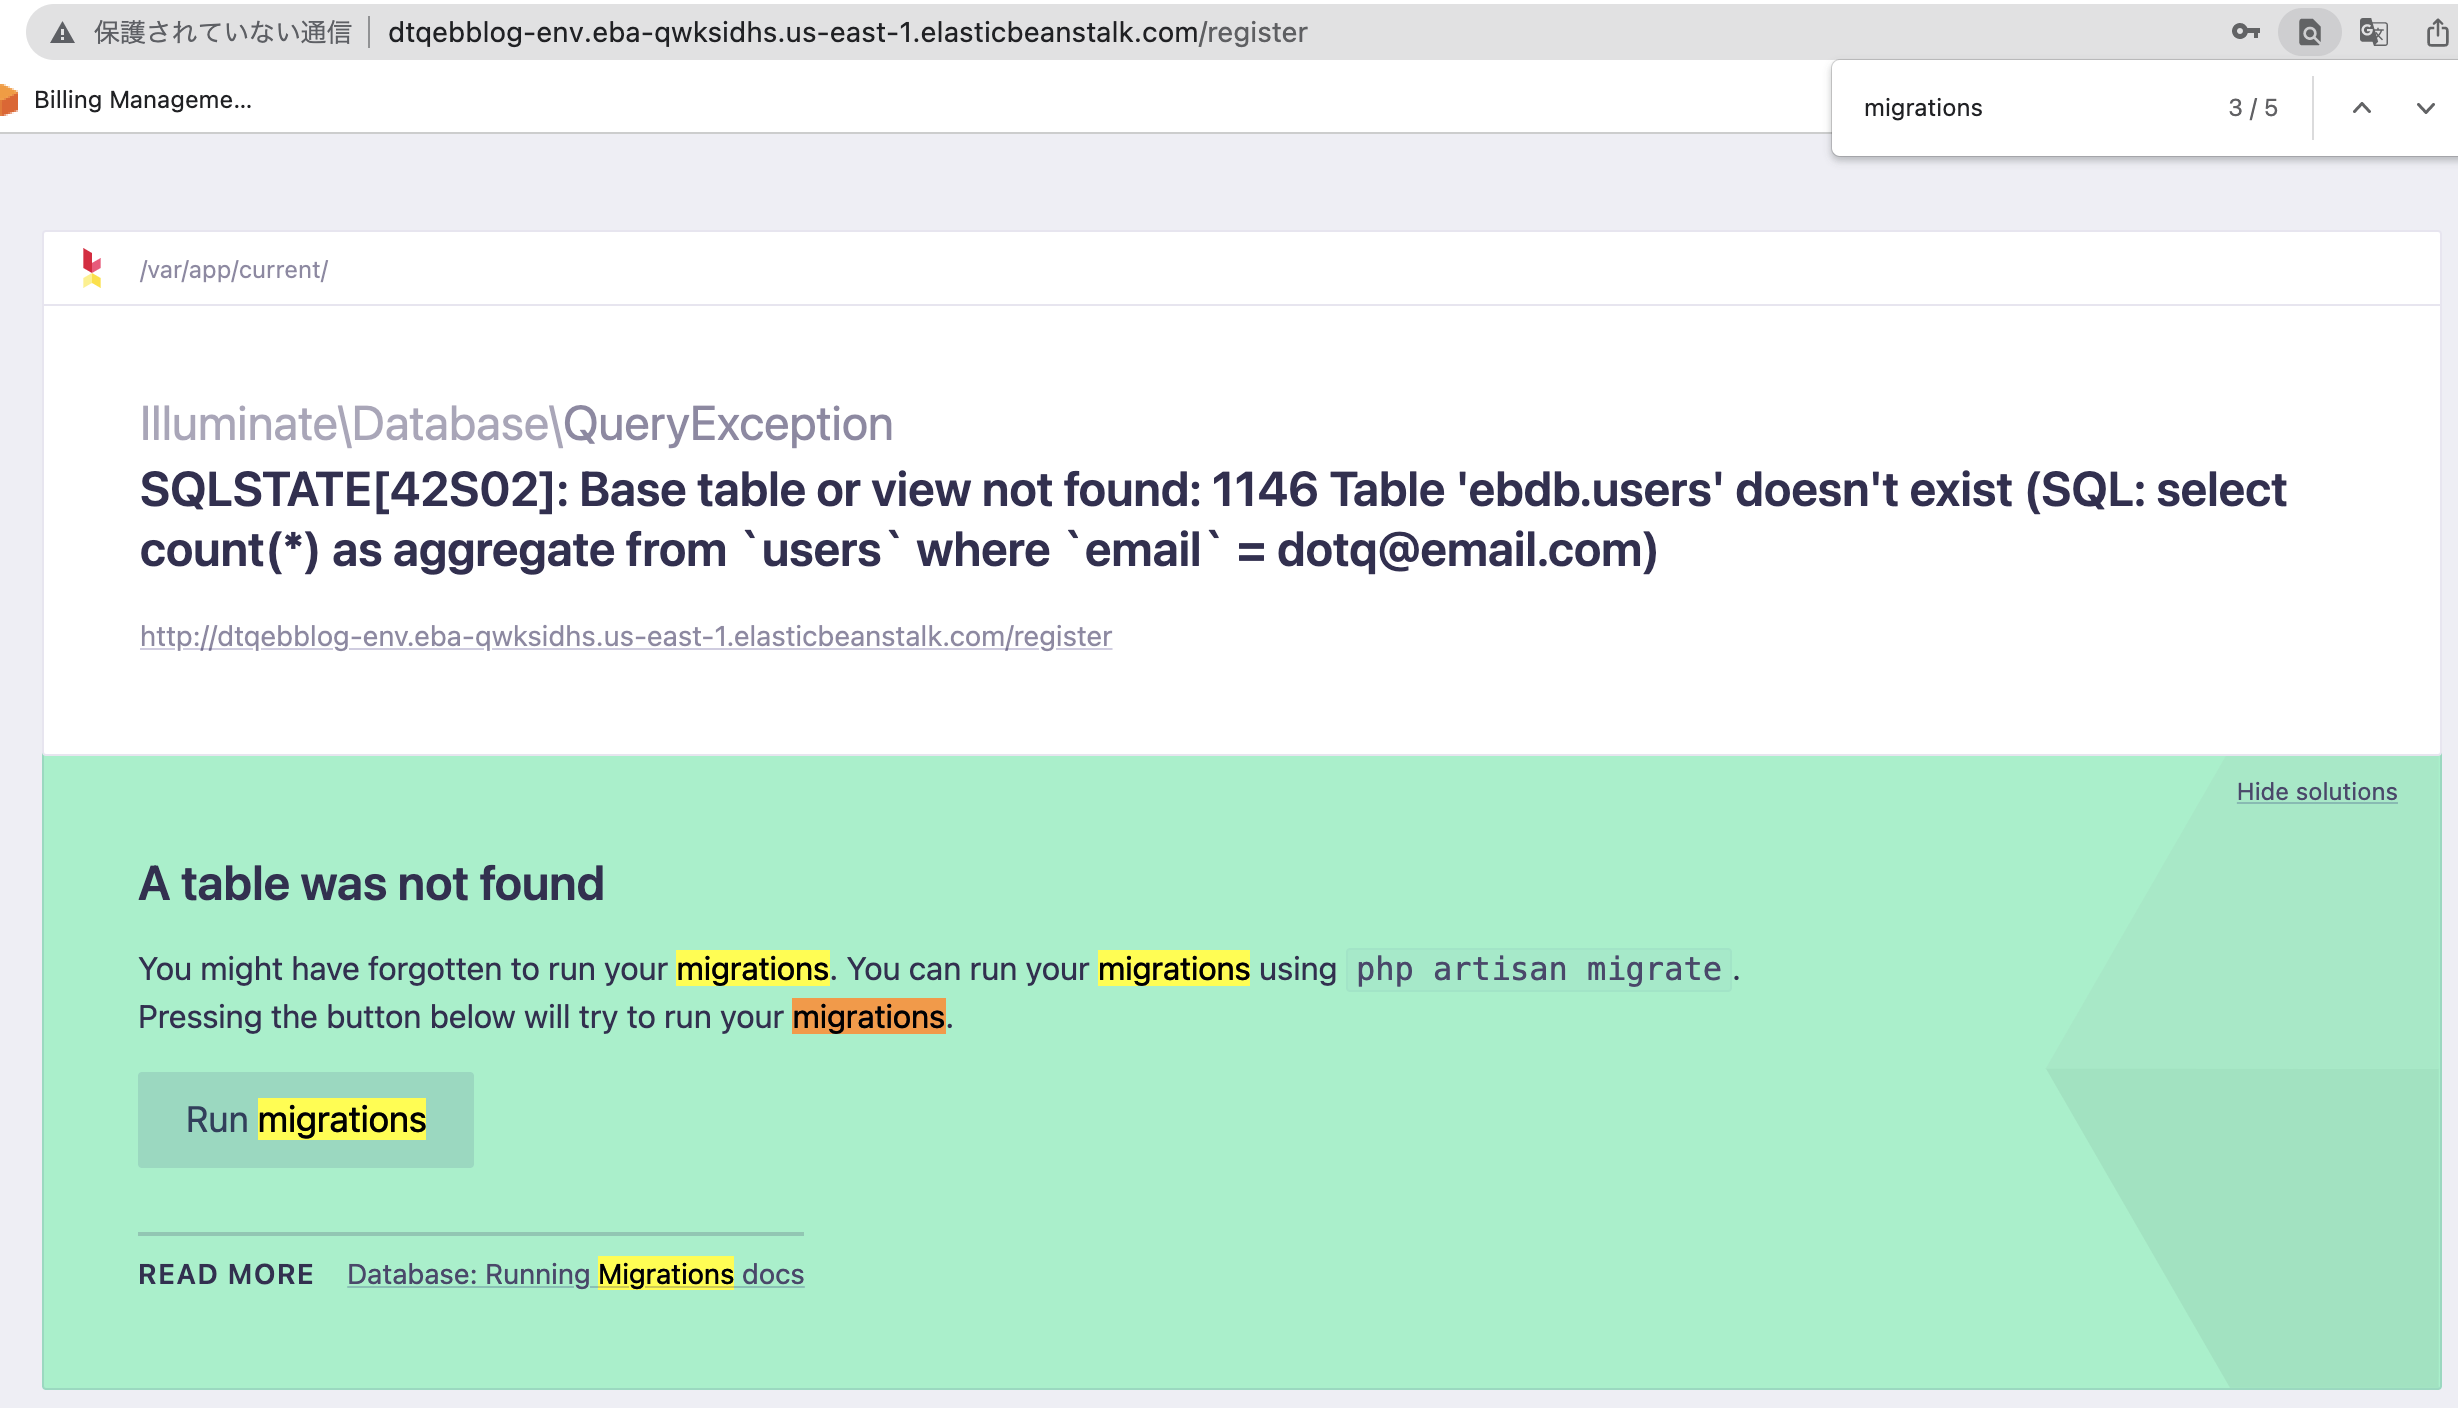 保護されていない通信 dtqebblog-env.eba-qwksidhs.us-east-1.elasticbeanstalk.com/register
Billing Manageme...
migrations 3 / 5
/var/app/current/
Illuminate\Database\QueryException
SQLSTATE[42S02]: Base table or view not found: 1146 Table 'ebdb.users' doesn't exist (SQL: select
count(*) as aggregate from `users` where `email` = dotq@email.com)
http://dtqebblog-env.eba-qwksidhs.us-east-1.elasticbeanstalk.com/register
Hide solutions
A table was not found
You might have forgotten to run your migrations. You can run your migrations using php artisan migrate.
Pressing the button below will try to run your migrations.
Run migrations
READ MORE Database: Running Migrations docs